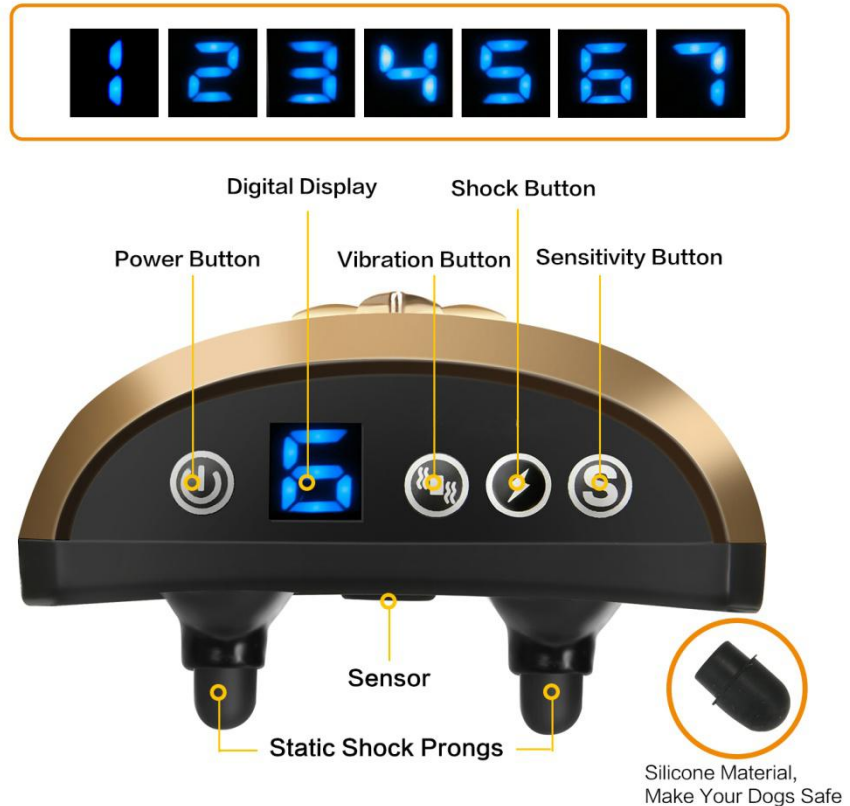 1 2 3 4 5 6 7
Digital Display Shock Button
Power Button Vibration Button Sensitivity Button
6
S
Sensor
Static Shock Prongs
Silicone Material,
Make Your Dogs Safe